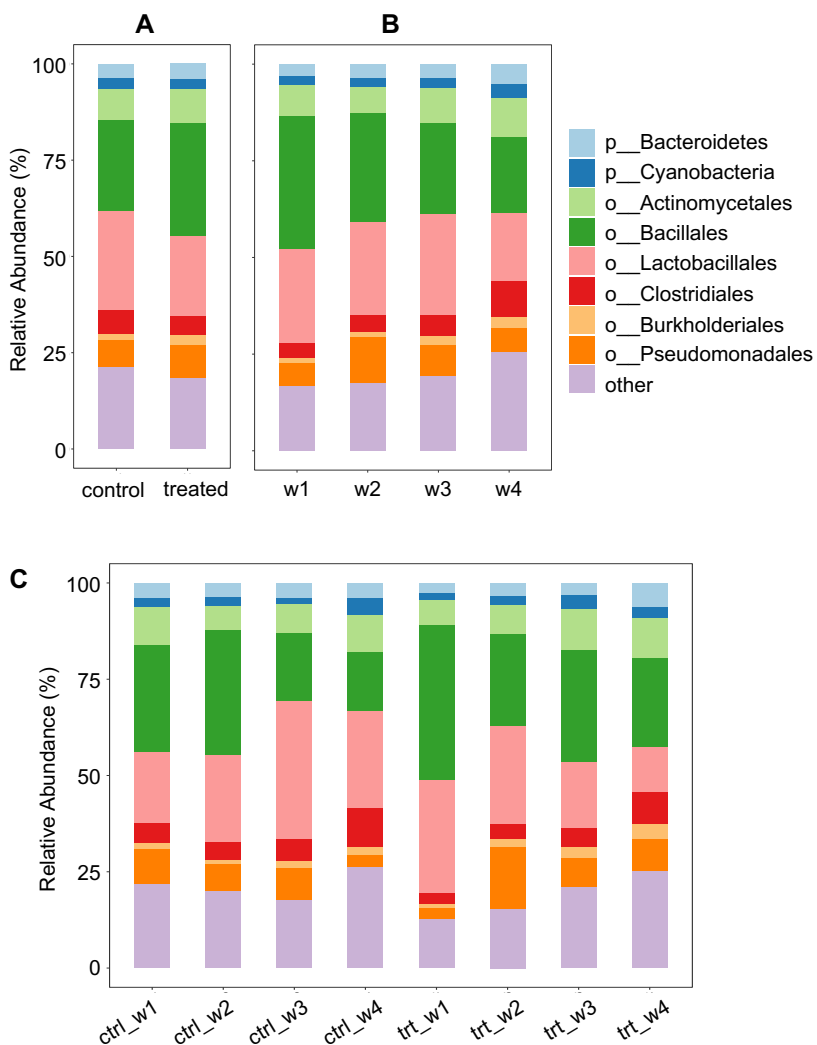 A
B
Relative Abundance (%)
100
75
50
25
0
control
treated
w1
w2
w3
w4
p__Bacteroidetes
p__Cyanobacteria
o__Actinomycetales
o__Bacillales
o__Lactobacillales
o__Clostridiales
o__Burkholderiales
o__Pseudomonadales
other
C
Relative Abundance (%)
100
75
50
25
0
ctrl_w1
ctrl_w2
ctrl_w3
ctrl_w4
trt_w1
trt_w2
trt_w3
trt_w4